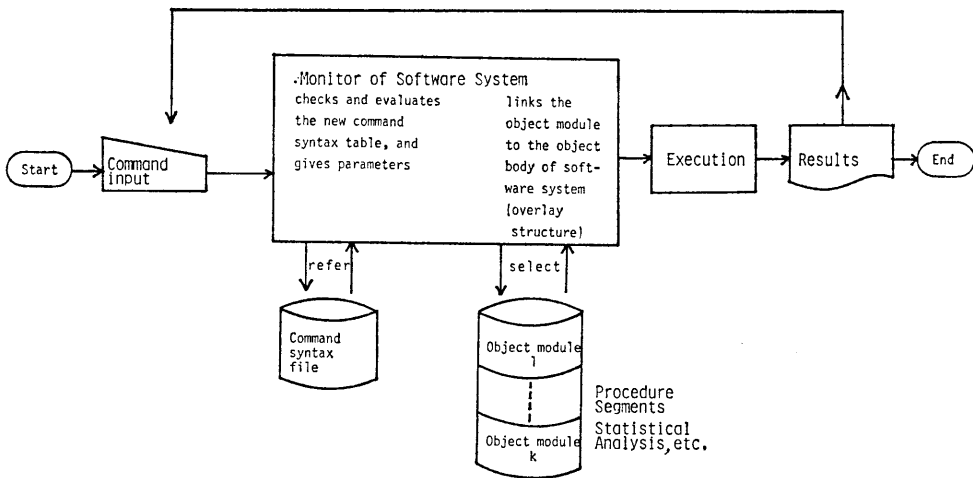 Start
Command
input
.Monitor of Software System
checks and evaluates
the new command
syntax table, and
gives parameters
links the
object module
to the object
body of soft-
ware system
(overlay
structure)
Execution
Results
End
refer
select
Command
syntax
file
Object module
1
Object module
k
Procedure
Segments
Statistical
Analysis,etc.